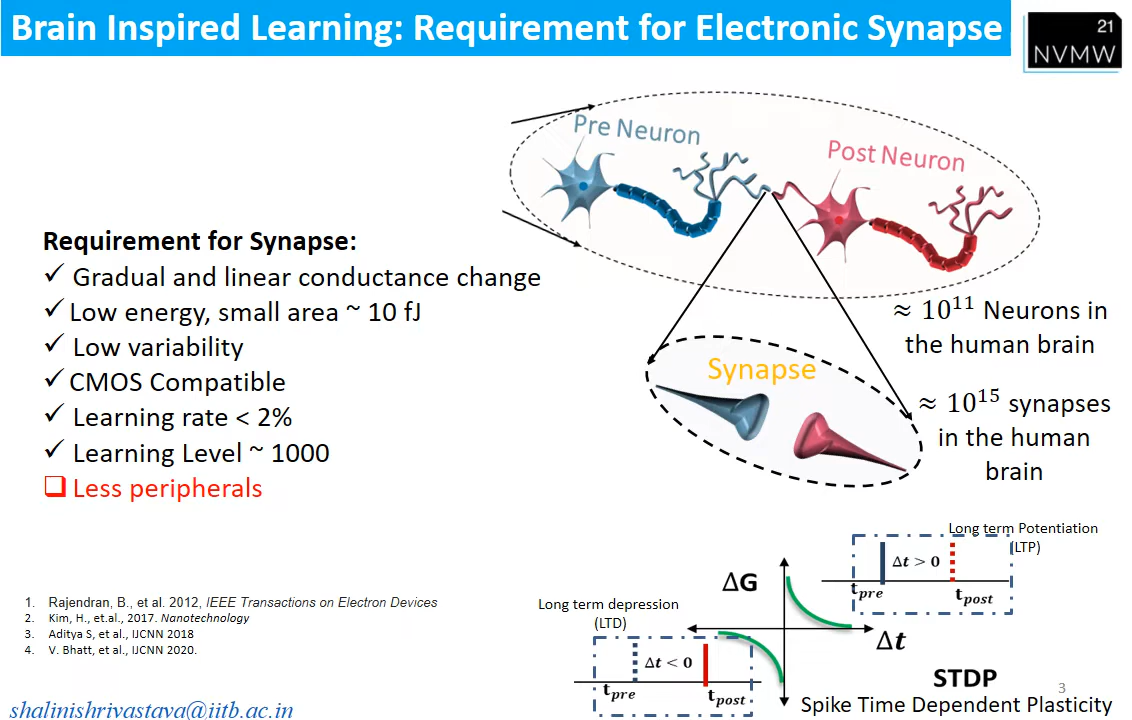 Brain Inspired Learning: Requirement for Electronic Synapse
21
NVMW
Pre Neuron
Post Neuron
Requirement for Synapse:
✓ Gradual and linear conductance change
✓ Low energy, small area ~ 10 fJ
✓ Low variability
✓ CMOS Compatible
✓ Learning rate < 2%
✓ Learning Level ~ 1000
❑ Less peripherals
≈ 10¹¹ Neurons in
the human brain
Synapse
≈ 10¹⁵ synapses
in the human
brain
Long term Potentiation
(LTP)
Δt > 0
t_pre
t_post
ΔG
Δt
Long term depression
(LTD)
Δt < 0
t_pre
t_post
STDP
Spike Time Dependent Plasticity
1. Rajendran, B., et al. 2012, IEEE Transactions on Electron Devices
2. Kim, H., et.al., 2017. Nanotechnology
3. Aditya S, et al., IJCNN 2018
4. V. Bhatt, et al., IJCNN 2020.
shalinishrivastava@iitb.ac.in
3